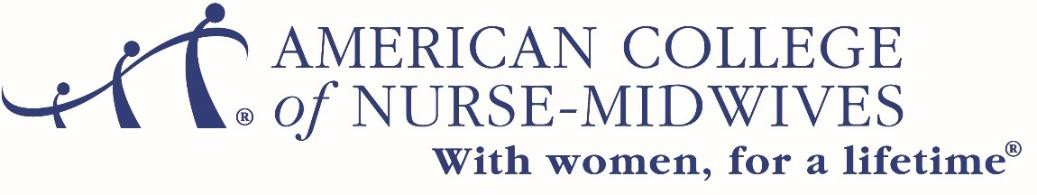 AMERICAN COLLEGE
® of NURSE-MIDWIVES
With women, for a lifetime®